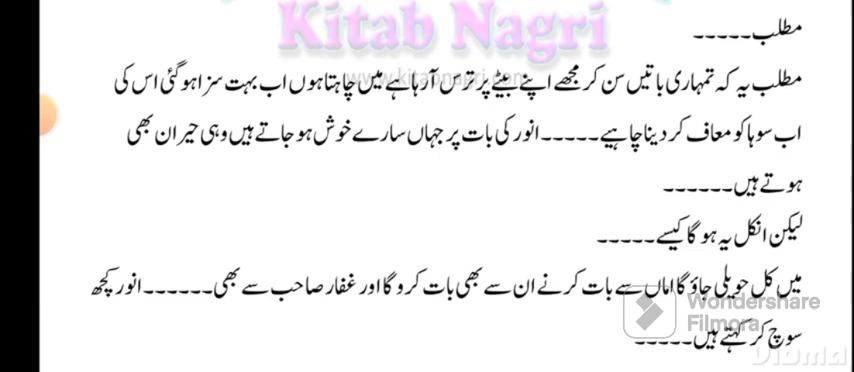 Kitab Nagri
مطلب-----
مطلب یہ کہ تمہاری باتیں سن کر مجھے اپنے بیٹے پر ترس آرہا ہے میں چاہتا ہوں اب بہت سزا ہو گئی اس کی
اب سوہا کو معاف کر دینا چاہیے-----انور کی بات پر جہاں سارے خوش ہو جاتے ہیں وہی حیران بھی
ہوتے ہیں------
لیکن انکل یہ ہو گا کیسے-----
میں کل حویلی جاؤ گا اماں سے بات کرنے ان سے بھی بات کرو گا اور غفار صاحب سے بھی------انور کچھ
Wondershare
Filmora
سوچ کر کہتے ہیں-----